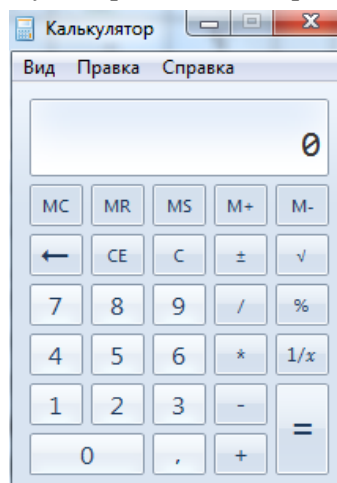 Калькулятор
Вид Правка Справка
0
MC MR MS M+ M-
← CE C ± √
7 8 9 / %
4 5 6 * 1/x
1 2 3 - =
0 , +